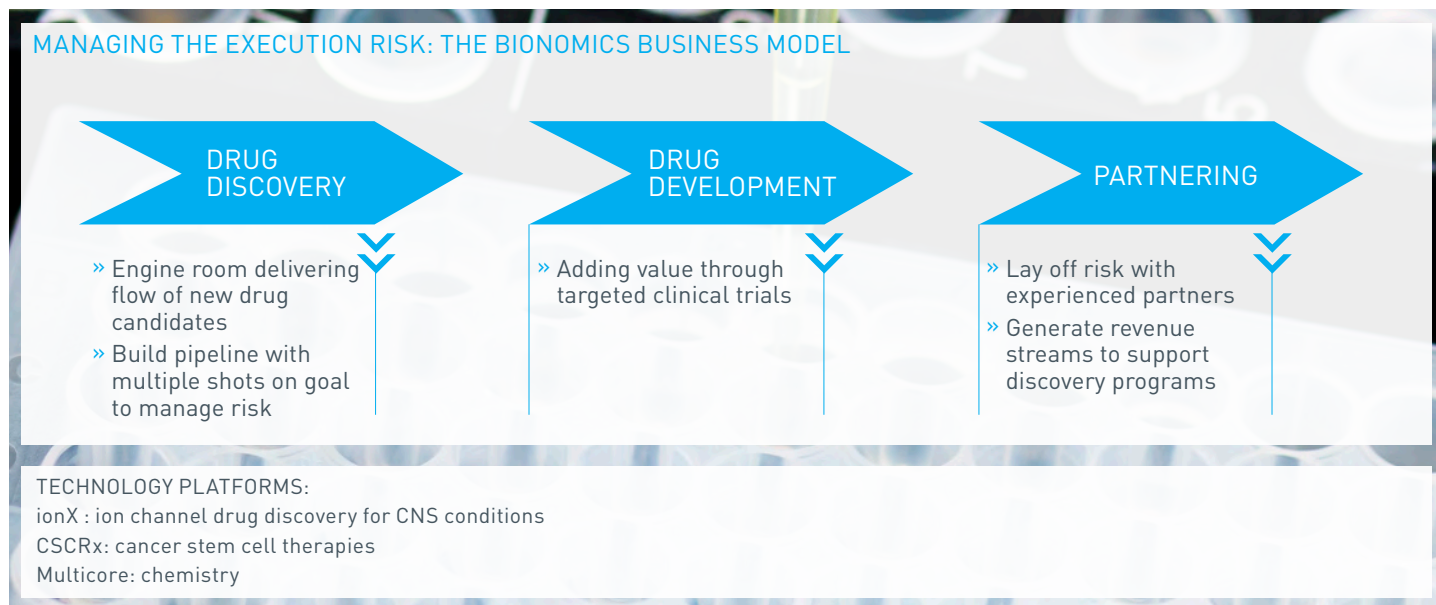 MANAGING THE EXECUTION RISK: THE BIONOMICS BUSINESS MODEL
DRUG
DISCOVERY
» Engine room delivering
flow of new drug
candidates
» Build pipeline with
multiple shots on goal
to manage risk
DRUG
DEVELOPMENT
» Adding value through
targeted clinical trials
PARTNERING
» Lay off risk with
experienced partners
» Generate revenue
streams to support
discovery programs
TECHNOLOGY PLATFORMS:
ionX : ion channel drug discovery for CNS conditions
CSCRx: cancer stem cell therapies
Multicore: chemistry